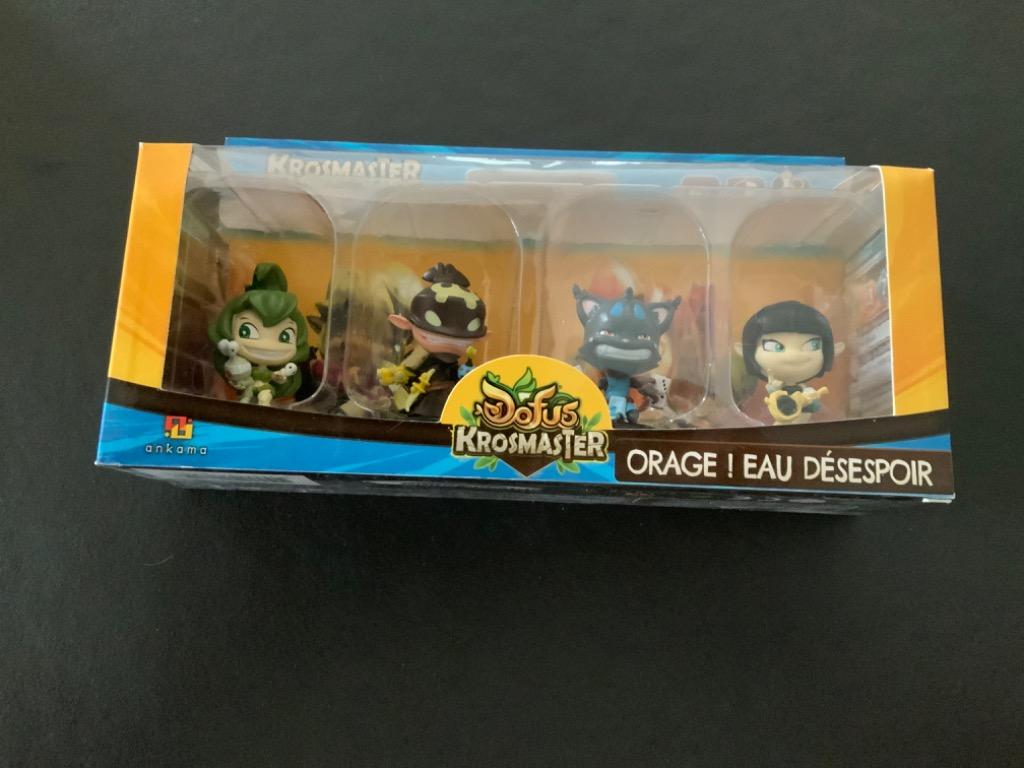 KROSMASTER
ankama
DOFUS
KROSMASTER
ORAGE ! EAU DÉSESPOIR